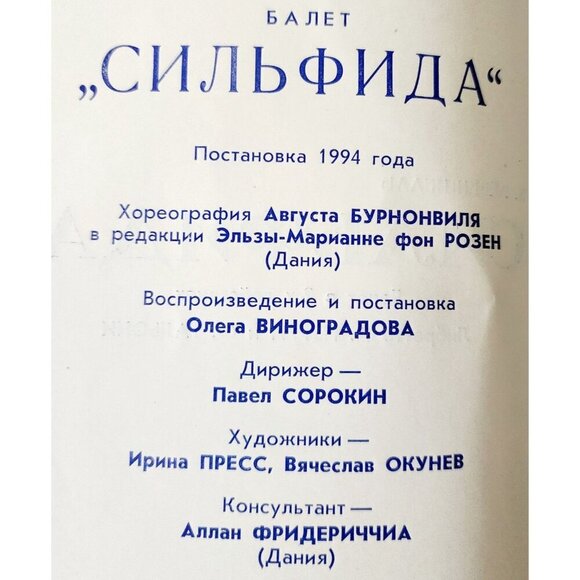 БАЛЕТ
„СИЛЬФИДА“
Постановка 1994 года
Хореография Августа БУРНОНВИЛЯ
в редакции Эльзы-Марианне фон РОЗЕН
(Дания)
Воспроизведение и постановка
Олега ВИНОГРАДОВА
Дирижер —
Павел СОРОКИН
Художники —
Ирина ПРЕСС, Вячеслав ОКУНЕВ
Консультант —
Аллан ФРИДЕРИЧЧИА
(Дания)